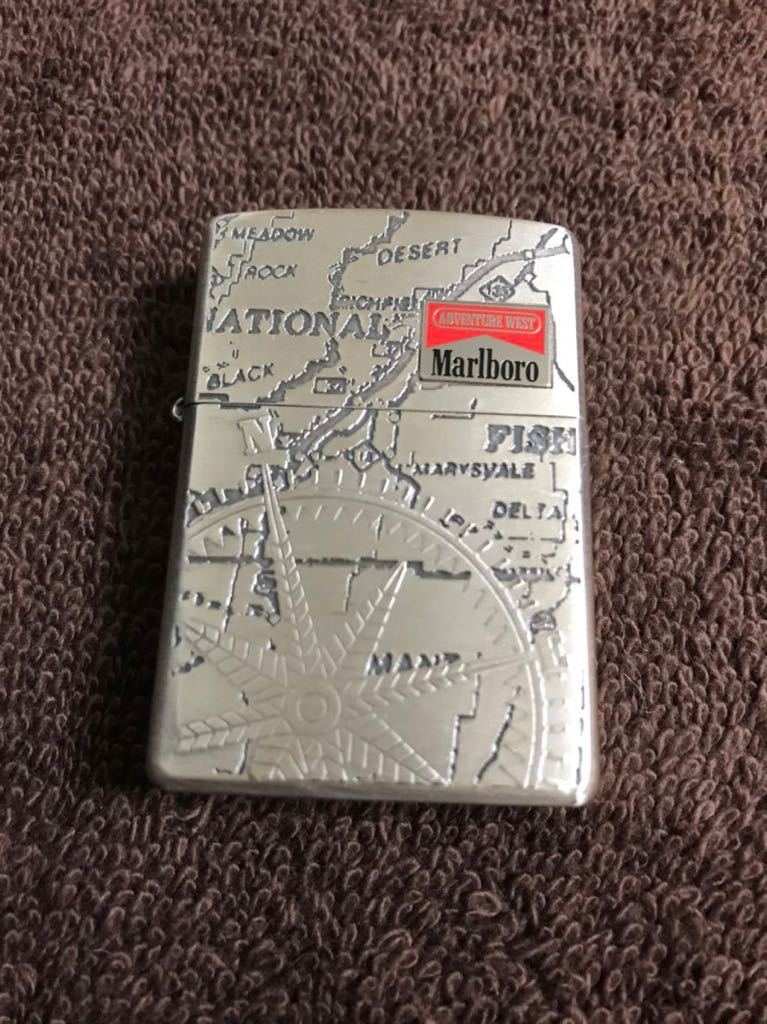 MEADOW
DESERT
ROCK
NATIONAL
ADVENTURE WEST
Marlboro
BLACK
N
FISH
MARYSVALE
DELTA